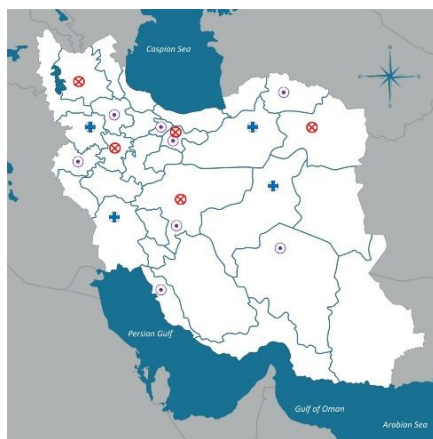 Caspian Sea
N
W
E
S
Persian Gulf
Gulf of Oman
Arabian Sea